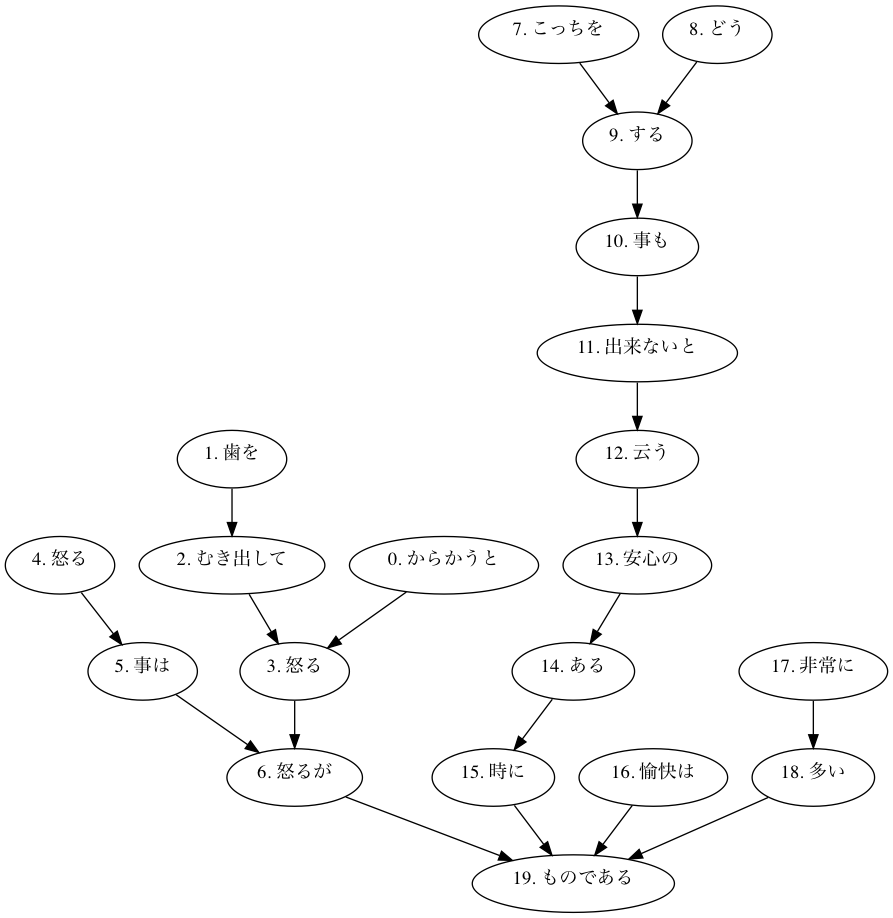 7. こっちを
8. どう
9. する
10. 事も
11. 出来ないと
1. 歯を
12. 云う
4. 怒る
2. むき出して
0. からかうと
13. 安心の
5. 事は
3. 怒る
14. ある
17. 非常に
6. 怒るが
15. 時に
16. 愉快は
18. 多い
19. ものである